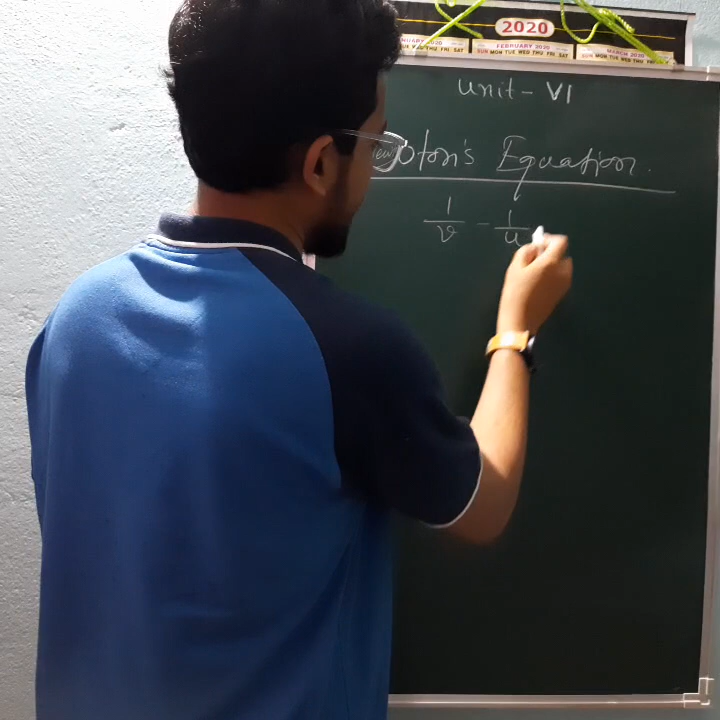 2020
FEBRUARY 2020
MARCH 2020
SUN MON TUE WED THU FRI SAT
SUN MON TUE WED THU FRI SAT
unit - VI
Newton's Equation.
1/v - 1/u